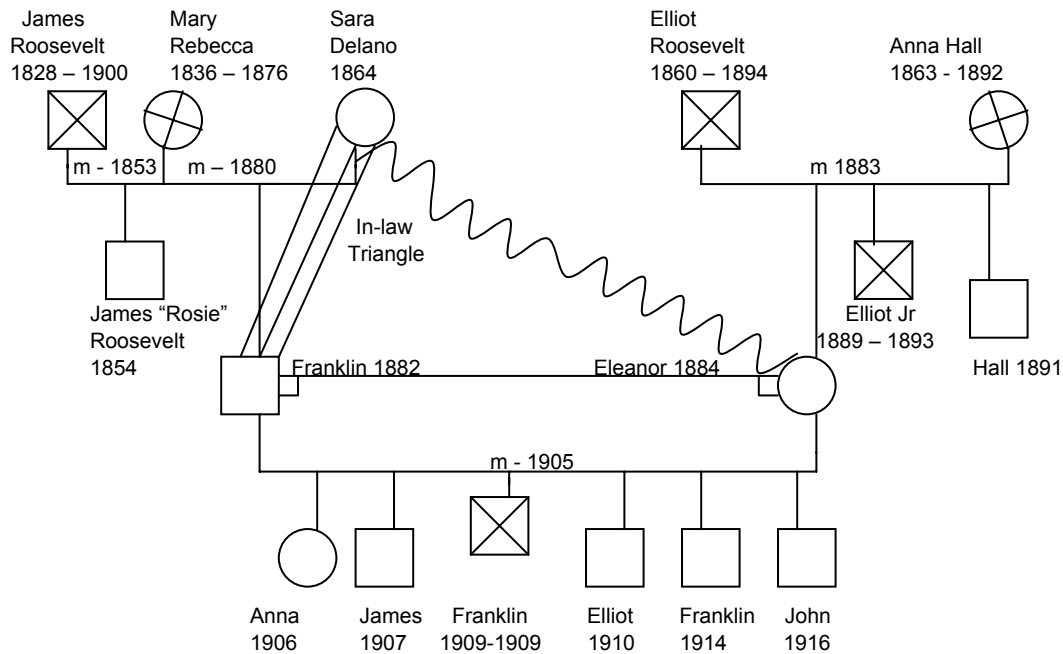 James
Roosevelt
1828 – 1900
Mary
Rebecca
1836 – 1876
Sara
Delano
1864
Elliot
Roosevelt
1860 – 1894
Anna Hall
1863 - 1892
m - 1853
m – 1880
m 1883
In-law
Triangle
James “Rosie”
Roosevelt
1854
Elliot Jr
1889 – 1893
Hall 1891
Franklin 1882
Eleanor 1884
m - 1905
Anna
1906
James
1907
Franklin
1909-1909
Elliot
1910
Franklin
1914
John
1916